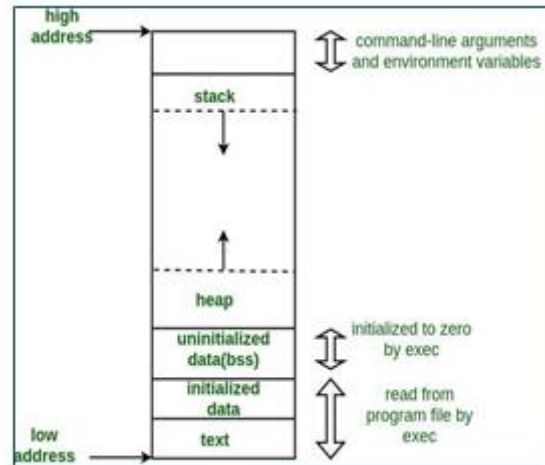 high
address
command-line arguments
and environment variables
stack
heap
uninitialized
data(bss)
initialized to zero
by exec
initialized
data
read from
program file by
exec
text
low
address